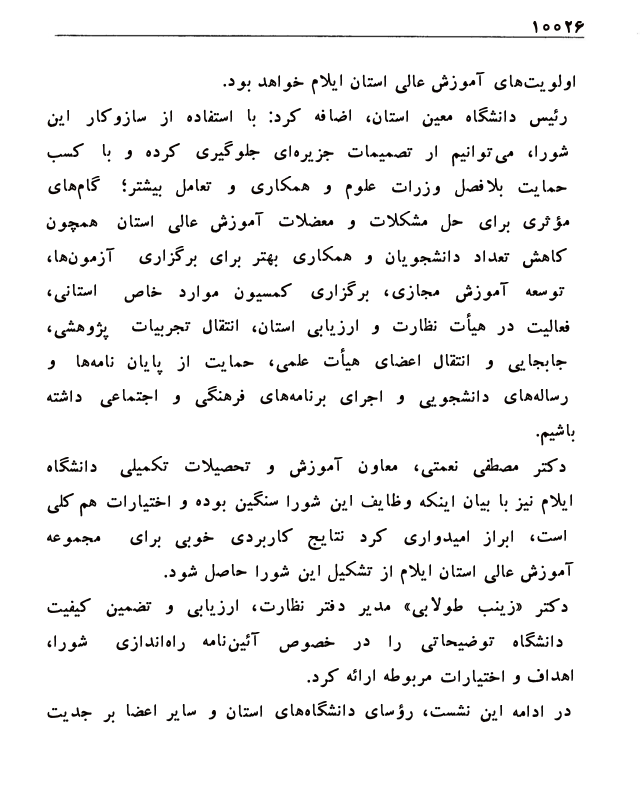 ۱۰۰۲۶
اولویت‌های آموزش عالی استان ایلام خواهد بود.
رئیس دانشگاه معین استان، اضافه کرد: با استفاده از سازوکار این
شورا، می‌توانیم ار تصمیمات جزیره‌ای جلوگیری کرده و با کسب
حمایت بلافصل وزرات علوم و همکاری و تعامل بیشتر؛ گام‌های
مؤثری برای حل مشکلات و معضلات آموزش عالی استان همچون
کاهش تعداد دانشجویان و همکاری بهتر برای برگزاری آزمون‌ها،
توسعه آموزش مجازی، برگزاری کمسیون موارد خاص استانی،
فعالیت در هیأت نظارت و ارزیابی استان، انتقال تجربیات پژوهشی،
جابجایی و انتقال اعضای هیأت علمی، حمایت از پایان نامه‌ها و
رساله‌های دانشجویی و اجرای برنامه‌های فرهنگی و اجتماعی داشته
باشیم.
دکتر مصطفی نعمتی، معاون آموزش و تحصیلات تکمیلی دانشگاه
ایلام نیز با بیان اینکه وظایف این شورا سنگین بوده و اختیارات هم کلی
است، ابراز امیدواری کرد نتایج کاربردی خوبی برای مجموعه
آموزش عالی استان ایلام از تشکیل این شورا حاصل شود.
دکتر «زینب طولابی» مدیر دفتر نظارت، ارزیابی و تضمین کیفیت
دانشگاه توضیحاتی را در خصوص آئین‌نامه راه‌اندازی شورا،
اهداف و اختیارات مربوطه ارائه کرد.
در ادامه این نشست، رؤسای دانشگاه‌های استان و سایر اعضا بر جدیت